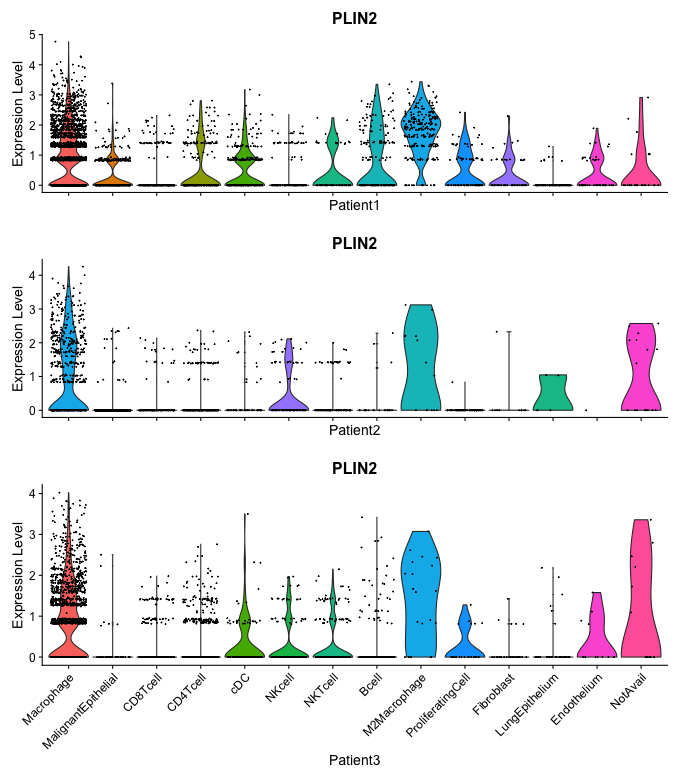 PLIN2
Expression Level
5
4
3
2
1
0
Patient1
PLIN2
Expression Level
4
3
2
1
0
Patient2
PLIN2
Expression Level
4
3
2
1
0
Macrophage
MalignantEpithelial
CD8Tcell
CD4Tcell
cDC
NKcell
NKTcell
Bcell
M2Macrophage
ProliferatingCell
Fibroblast
LungEpithelium
Endothelium
NotAvail
Patient3